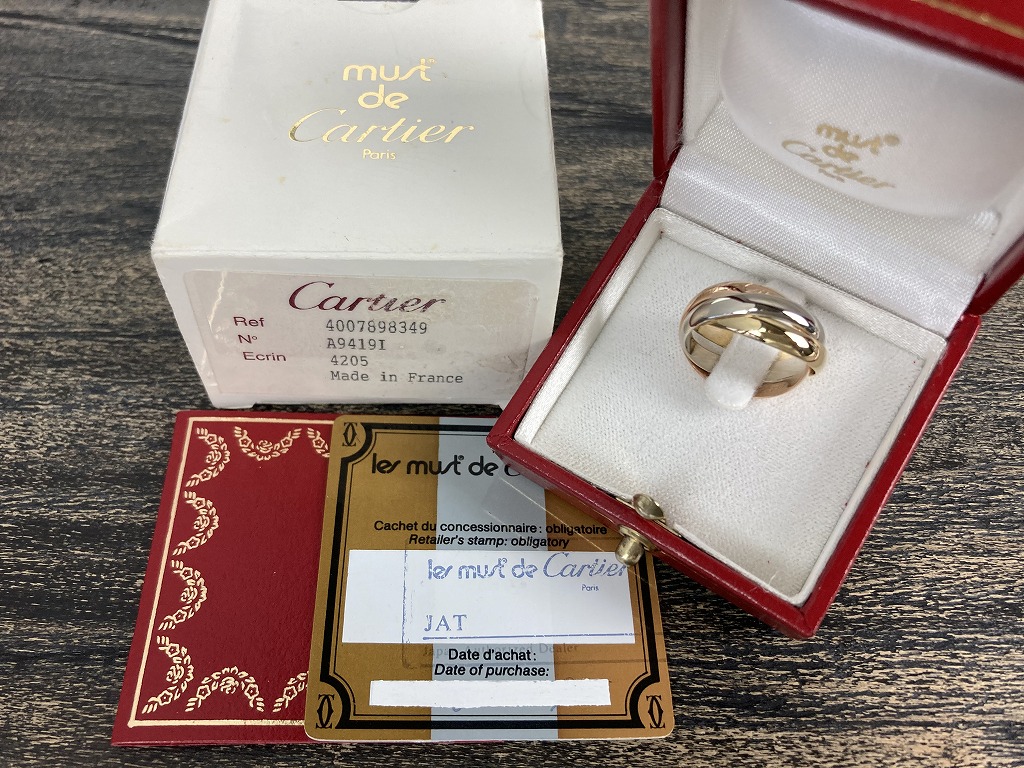 must
de
Cartier
Paris
Cartier
Ref 4007898349
N° A9419I
Ecrin 4205
Made in France
must
de
Cartier
les must de
Cachet du concessionnaire : obligatoire
Retailer's stamp: obligatory
les must de Cartier
Paris
JAT
Dealer
Date d'achat :
Date of purchase: